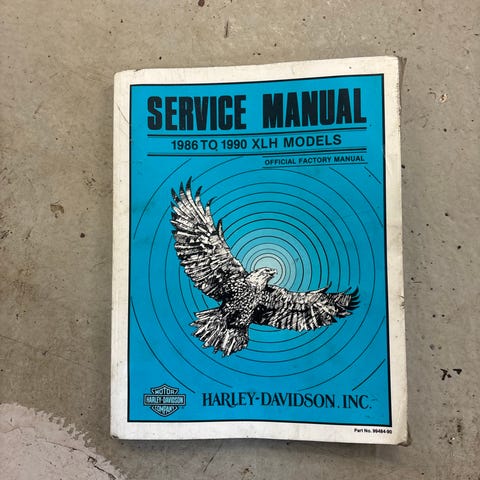 SERVICE MANUAL
1986 TO 1990 XLH MODELS
OFFICIAL FACTORY MANUAL
MOTOR
HARLEY-DAVIDSON
COMPANY
HARLEY-DAVIDSON, INC.
Part No. 99484-90